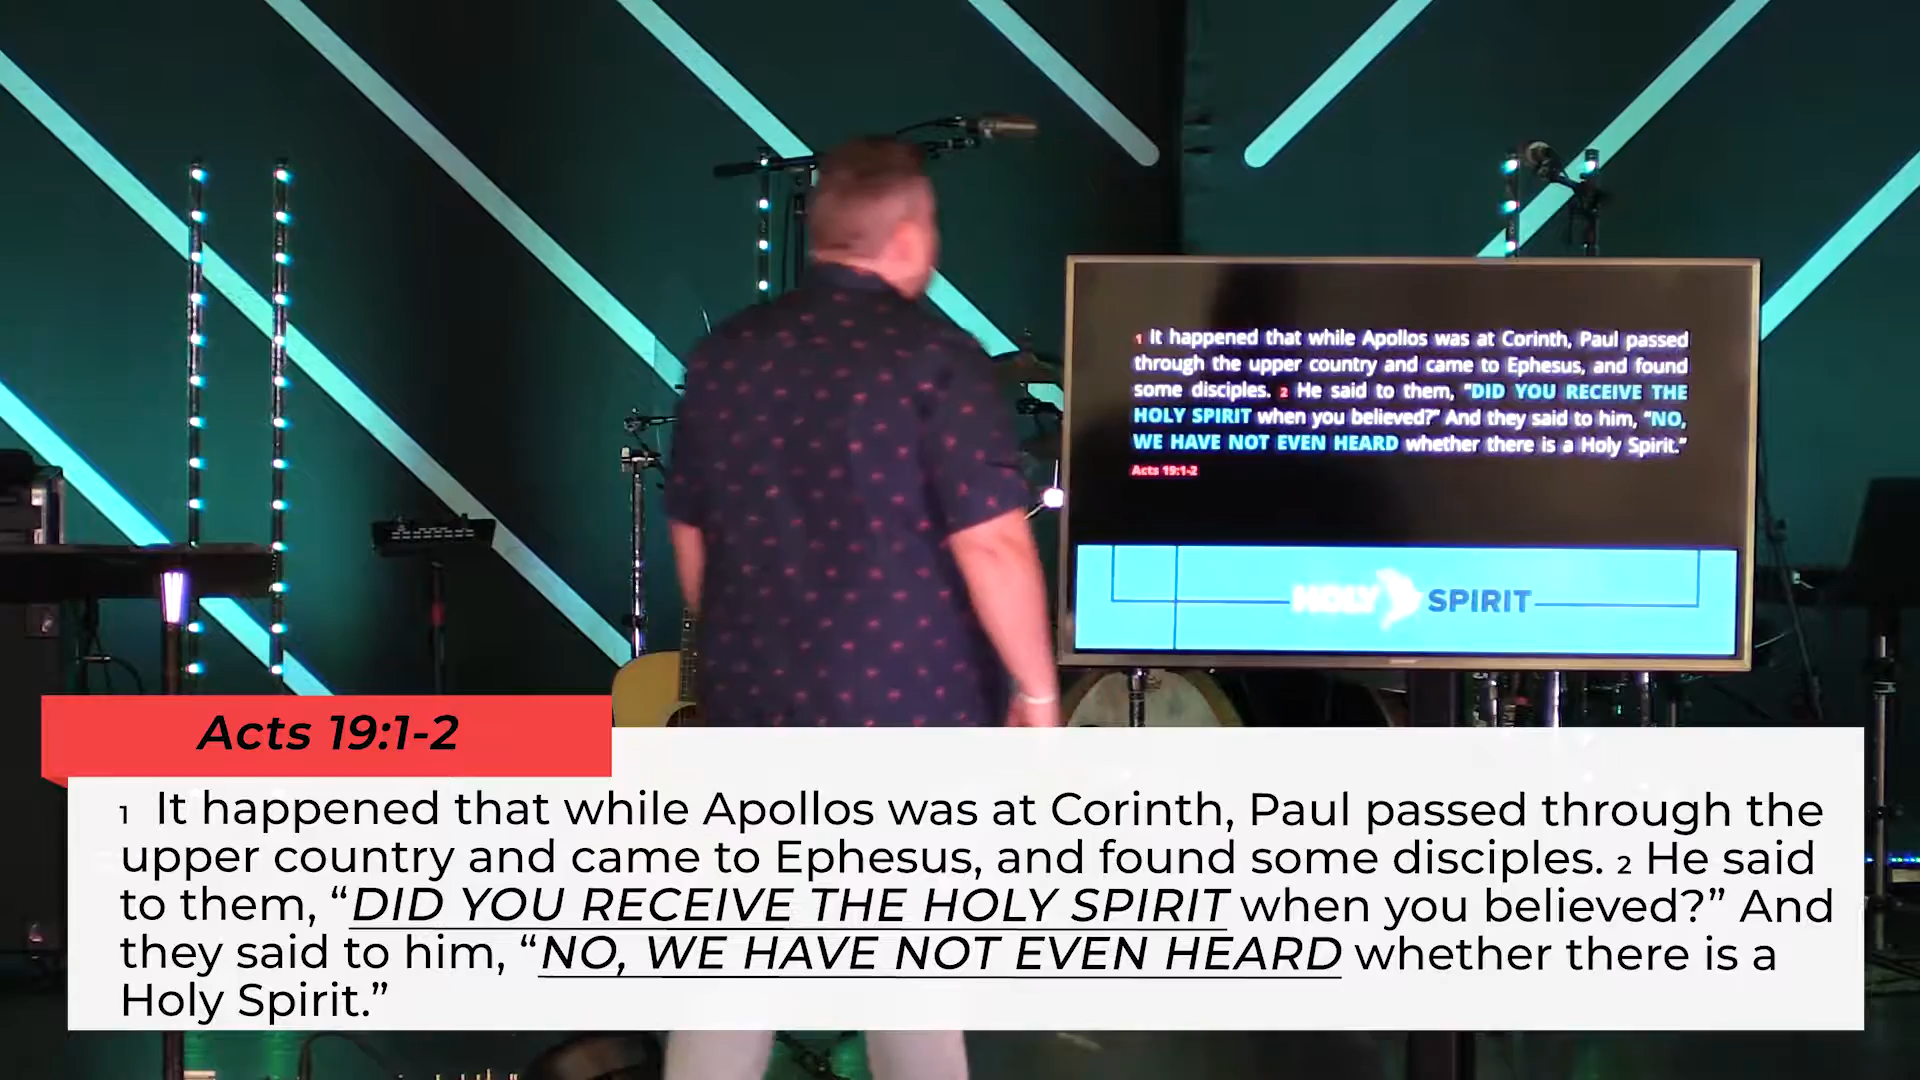 1 It happened that while Apollos was at Corinth, Paul passed
through the upper country and came to Ephesus, and found
some disciples. 2 He said to them, “DID YOU RECEIVE THE
HOLY SPIRIT when you believed?” And they said to him, “NO,
WE HAVE NOT EVEN HEARD whether there is a Holy Spirit.”
Acts 19:1-2
HOLY SPIRIT
Acts 19:1-2
1 It happened that while Apollos was at Corinth, Paul passed through the
upper country and came to Ephesus, and found some disciples. 2 He said
to them, “DID YOU RECEIVE THE HOLY SPIRIT when you believed?” And
they said to him, “NO, WE HAVE NOT EVEN HEARD whether there is a
Holy Spirit.”